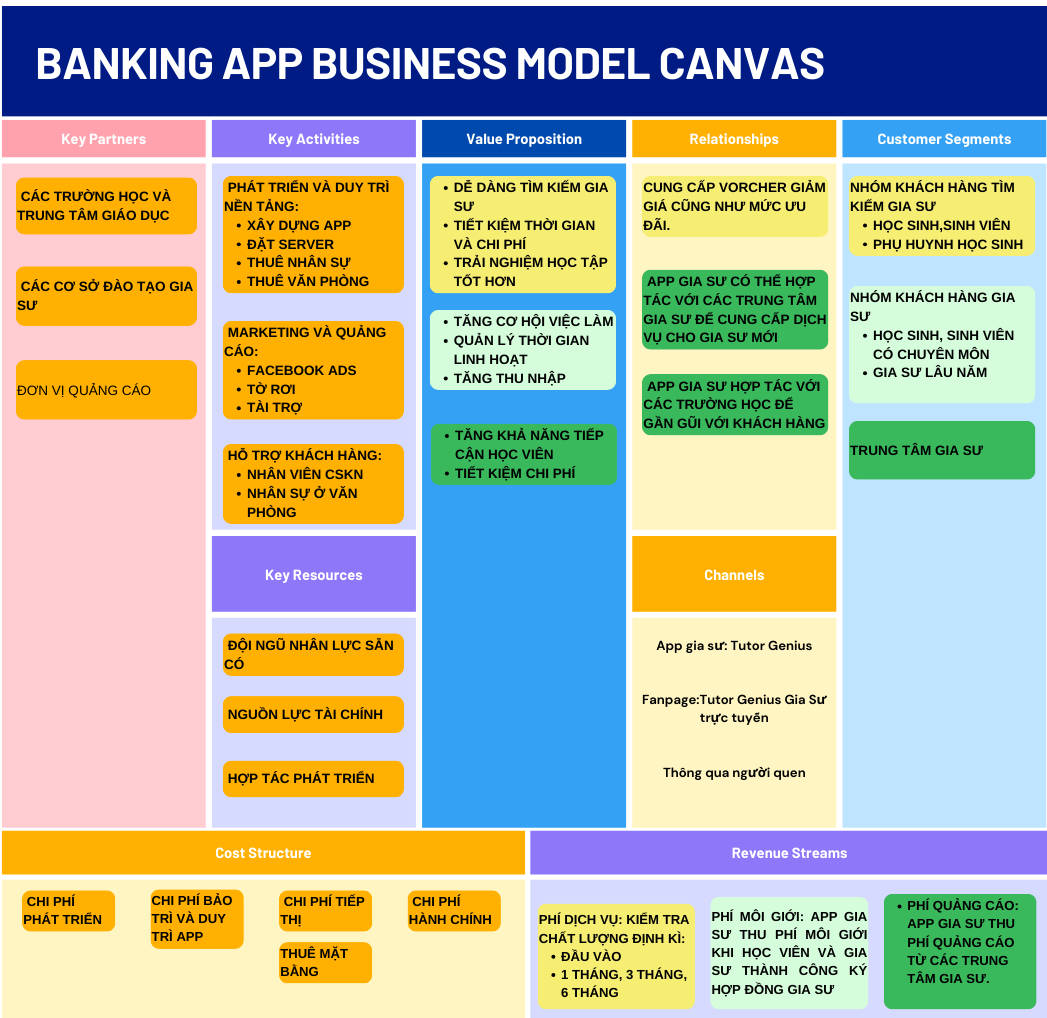 BANKING APP BUSINESS MODEL CANVAS
Key Partners
CÁC TRƯỜNG HỌC VÀ
TRUNG TÂM GIÁO DỤC
CÁC CƠ SỞ ĐÀO TẠO GIA
SƯ
ĐƠN VỊ QUẢNG CÁO
Key Activities
PHÁT TRIỂN VÀ DUY TRÌ
NỀN TẢNG:
• XÂY DỰNG APP
• ĐẶT SERVER
• THUÊ NHÂN SỰ
• THUÊ VĂN PHÒNG
MARKETING VÀ QUẢNG
CÁO:
• FACEBOOK ADS
• TỜ RƠI
• TÀI TRỢ
HỖ TRỢ KHÁCH HÀNG:
• NHÂN VIÊN CSKN
• NHÂN SỰ Ở VĂN
PHÒNG
Key Resources
ĐỘI NGŨ NHÂN LỰC SẴN
CÓ
NGUỒN LỰC TÀI CHÍNH
HỢP TÁC PHÁT TRIỂN
Value Proposition
• DỄ DÀNG TÌM KIẾM GIA
SƯ
• TIẾT KIỆM THỜI GIAN
VÀ CHI PHÍ
• TRẢI NGHIỆM HỌC TẬP
TỐT HƠN
• TĂNG CƠ HỘI VIỆC LÀM
• QUẢN LÝ THỜI GIAN
LINH HOẠT
• TĂNG THU NHẬP
• TĂNG KHẢ NĂNG TIẾP
CẬN HỌC VIÊN
• TIẾT KIỆM CHI PHÍ
Relationships
CUNG CẤP VORCHER GIẢM
GIÁ CŨNG NHƯ MỨC ƯU
ĐÃI.
APP GIA SƯ CÓ THỂ HỢP
TÁC VỚI CÁC TRUNG TÂM
GIA SƯ ĐỂ CUNG CẤP DỊCH
VỤ CHO GIA SƯ MỚI
APP GIA SƯ HỢP TÁC VỚI
CÁC TRƯỜNG HỌC ĐỂ
GẦN GŨI VỚI KHÁCH HÀNG
Channels
App gia sư: Tutor Genius
Fanpage:Tutor Genius Gia Sư
trực tuyến
Thông qua người quen
Customer Segments
NHÓM KHÁCH HÀNG TÌM
KIẾM GIA SƯ
• HỌC SINH,SINH VIÊN
• PHỤ HUYNH HỌC SINH
NHÓM KHÁCH HÀNG GIA
SƯ
• HỌC SINH, SINH VIÊN
CÓ CHUYÊN MÔN
• GIA SƯ LÂU NĂM
TRUNG TÂM GIA SƯ
Cost Structure
CHI PHÍ
PHÁT TRIỂN
CHI PHÍ BẢO
TRÌ VÀ DUY
TRÌ APP
CHI PHÍ TIẾP
THỊ
THUÊ MẶT
BẰNG
CHI PHÍ
HÀNH CHÍNH
Revenue Streams
PHÍ DỊCH VỤ: KIỂM TRA
CHẤT LƯỢNG ĐỊNH KÌ:
• ĐẦU VÀO
• 1 THÁNG, 3 THÁNG,
6 THÁNG
PHÍ MÔI GIỚI: APP GIA
SƯ THU PHÍ MÔI GIỚI
KHI HỌC VIÊN VÀ GIA
SƯ THÀNH CÔNG KÝ
HỢP ĐỒNG GIA SƯ
• PHÍ QUẢNG CÁO:
APP GIA SƯ THU
PHÍ QUẢNG CÁO
TỪ CÁC TRUNG
TÂM GIA SƯ.